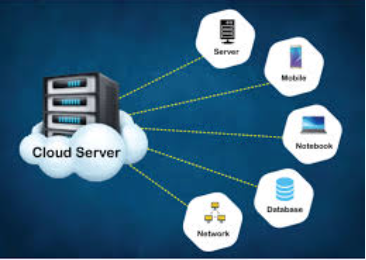 Server
Mobile
Cloud Server
Notebook
Database
Network